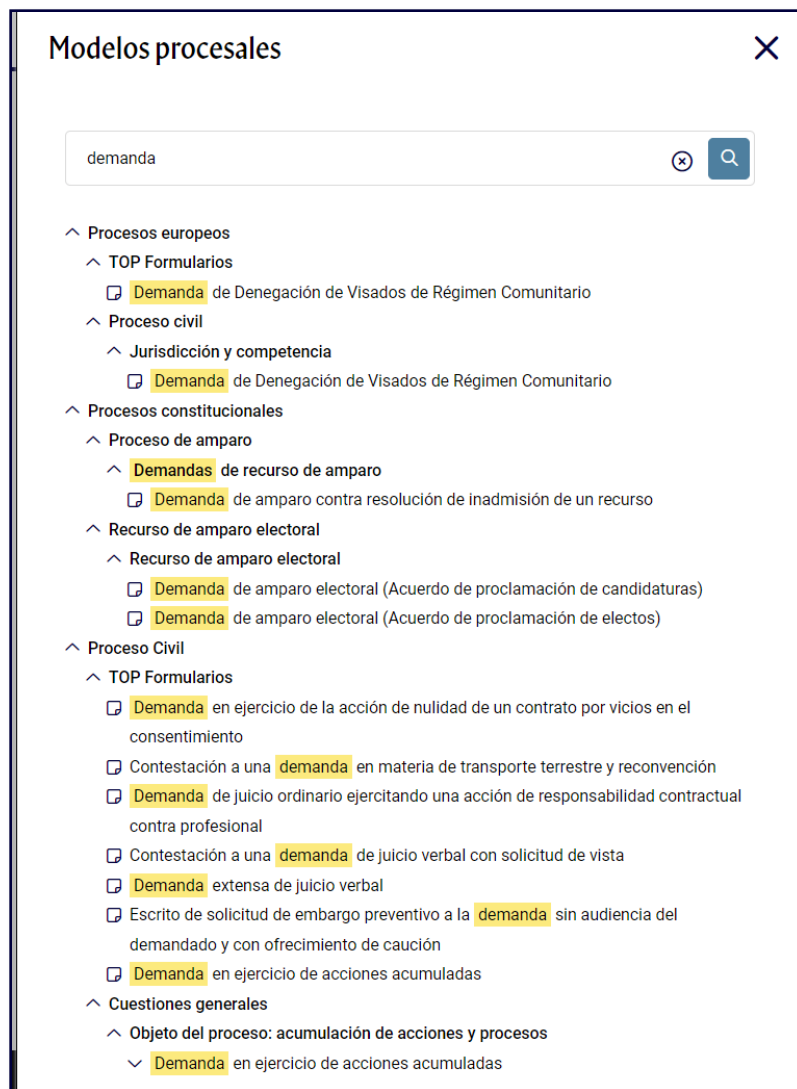 Modelos procesales
demanda
Procesos europeos
TOP Formularios
Demanda de Denegación de Visados de Régimen Comunitario
Proceso civil
Jurisdicción y competencia
Demanda de Denegación de Visados de Régimen Comunitario
Procesos constitucionales
Proceso de amparo
Demandas de recurso de amparo
Demanda de amparo contra resolución de inadmisión de un recurso
Recurso de amparo electoral
Recurso de amparo electoral
Demanda de amparo electoral (Acuerdo de proclamación de candidaturas)
Demanda de amparo electoral (Acuerdo de proclamación de electos)
Proceso Civil
TOP Formularios
Demanda en ejercicio de la acción de nulidad de un contrato por vicios en el
consentimiento
Contestación a una demanda en materia de transporte terrestre y reconvención
Demanda de juicio ordinario ejercitando una acción de responsabilidad contractual
contra profesional
Contestación a una demanda de juicio verbal con solicitud de vista
Demanda extensa de juicio verbal
Escrito de solicitud de embargo preventivo a la demanda sin audiencia del
demandado y con ofrecimiento de caución
Demanda en ejercicio de acciones acumuladas
Cuestiones generales
Objeto del proceso: acumulación de acciones y procesos
Demanda en ejercicio de acciones acumuladas